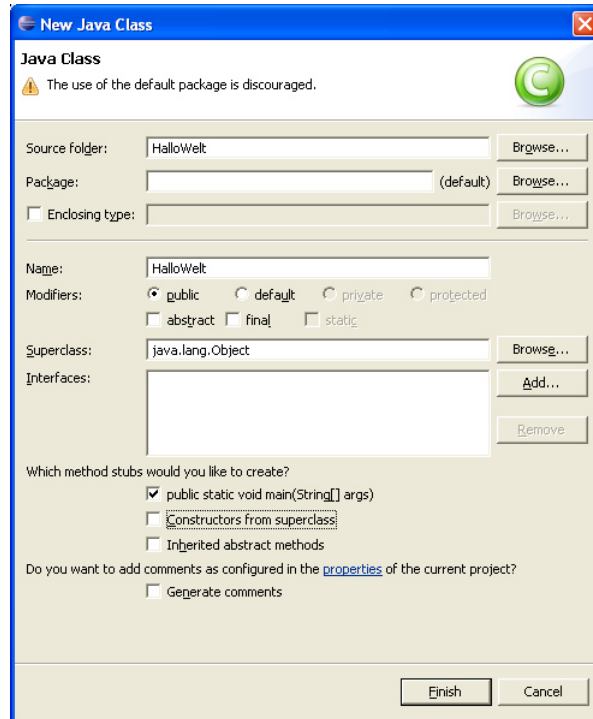 New Java Class
Java Class
The use of the default package is discouraged.
Source folder: HalloWelt Browse...
Package: (default) Browse...
Enclosing type: Browse...
Name: HalloWelt
Modifiers: public default private protected
abstract final static
Superclass: java.lang.Object Browse...
Interfaces: Add...
Remove
Which method stubs would you like to create?
public static void main(String[] args)
Constructors from superclass
Inherited abstract methods
Do you want to add comments as configured in the properties of the current project?
Generate comments
Finish Cancel